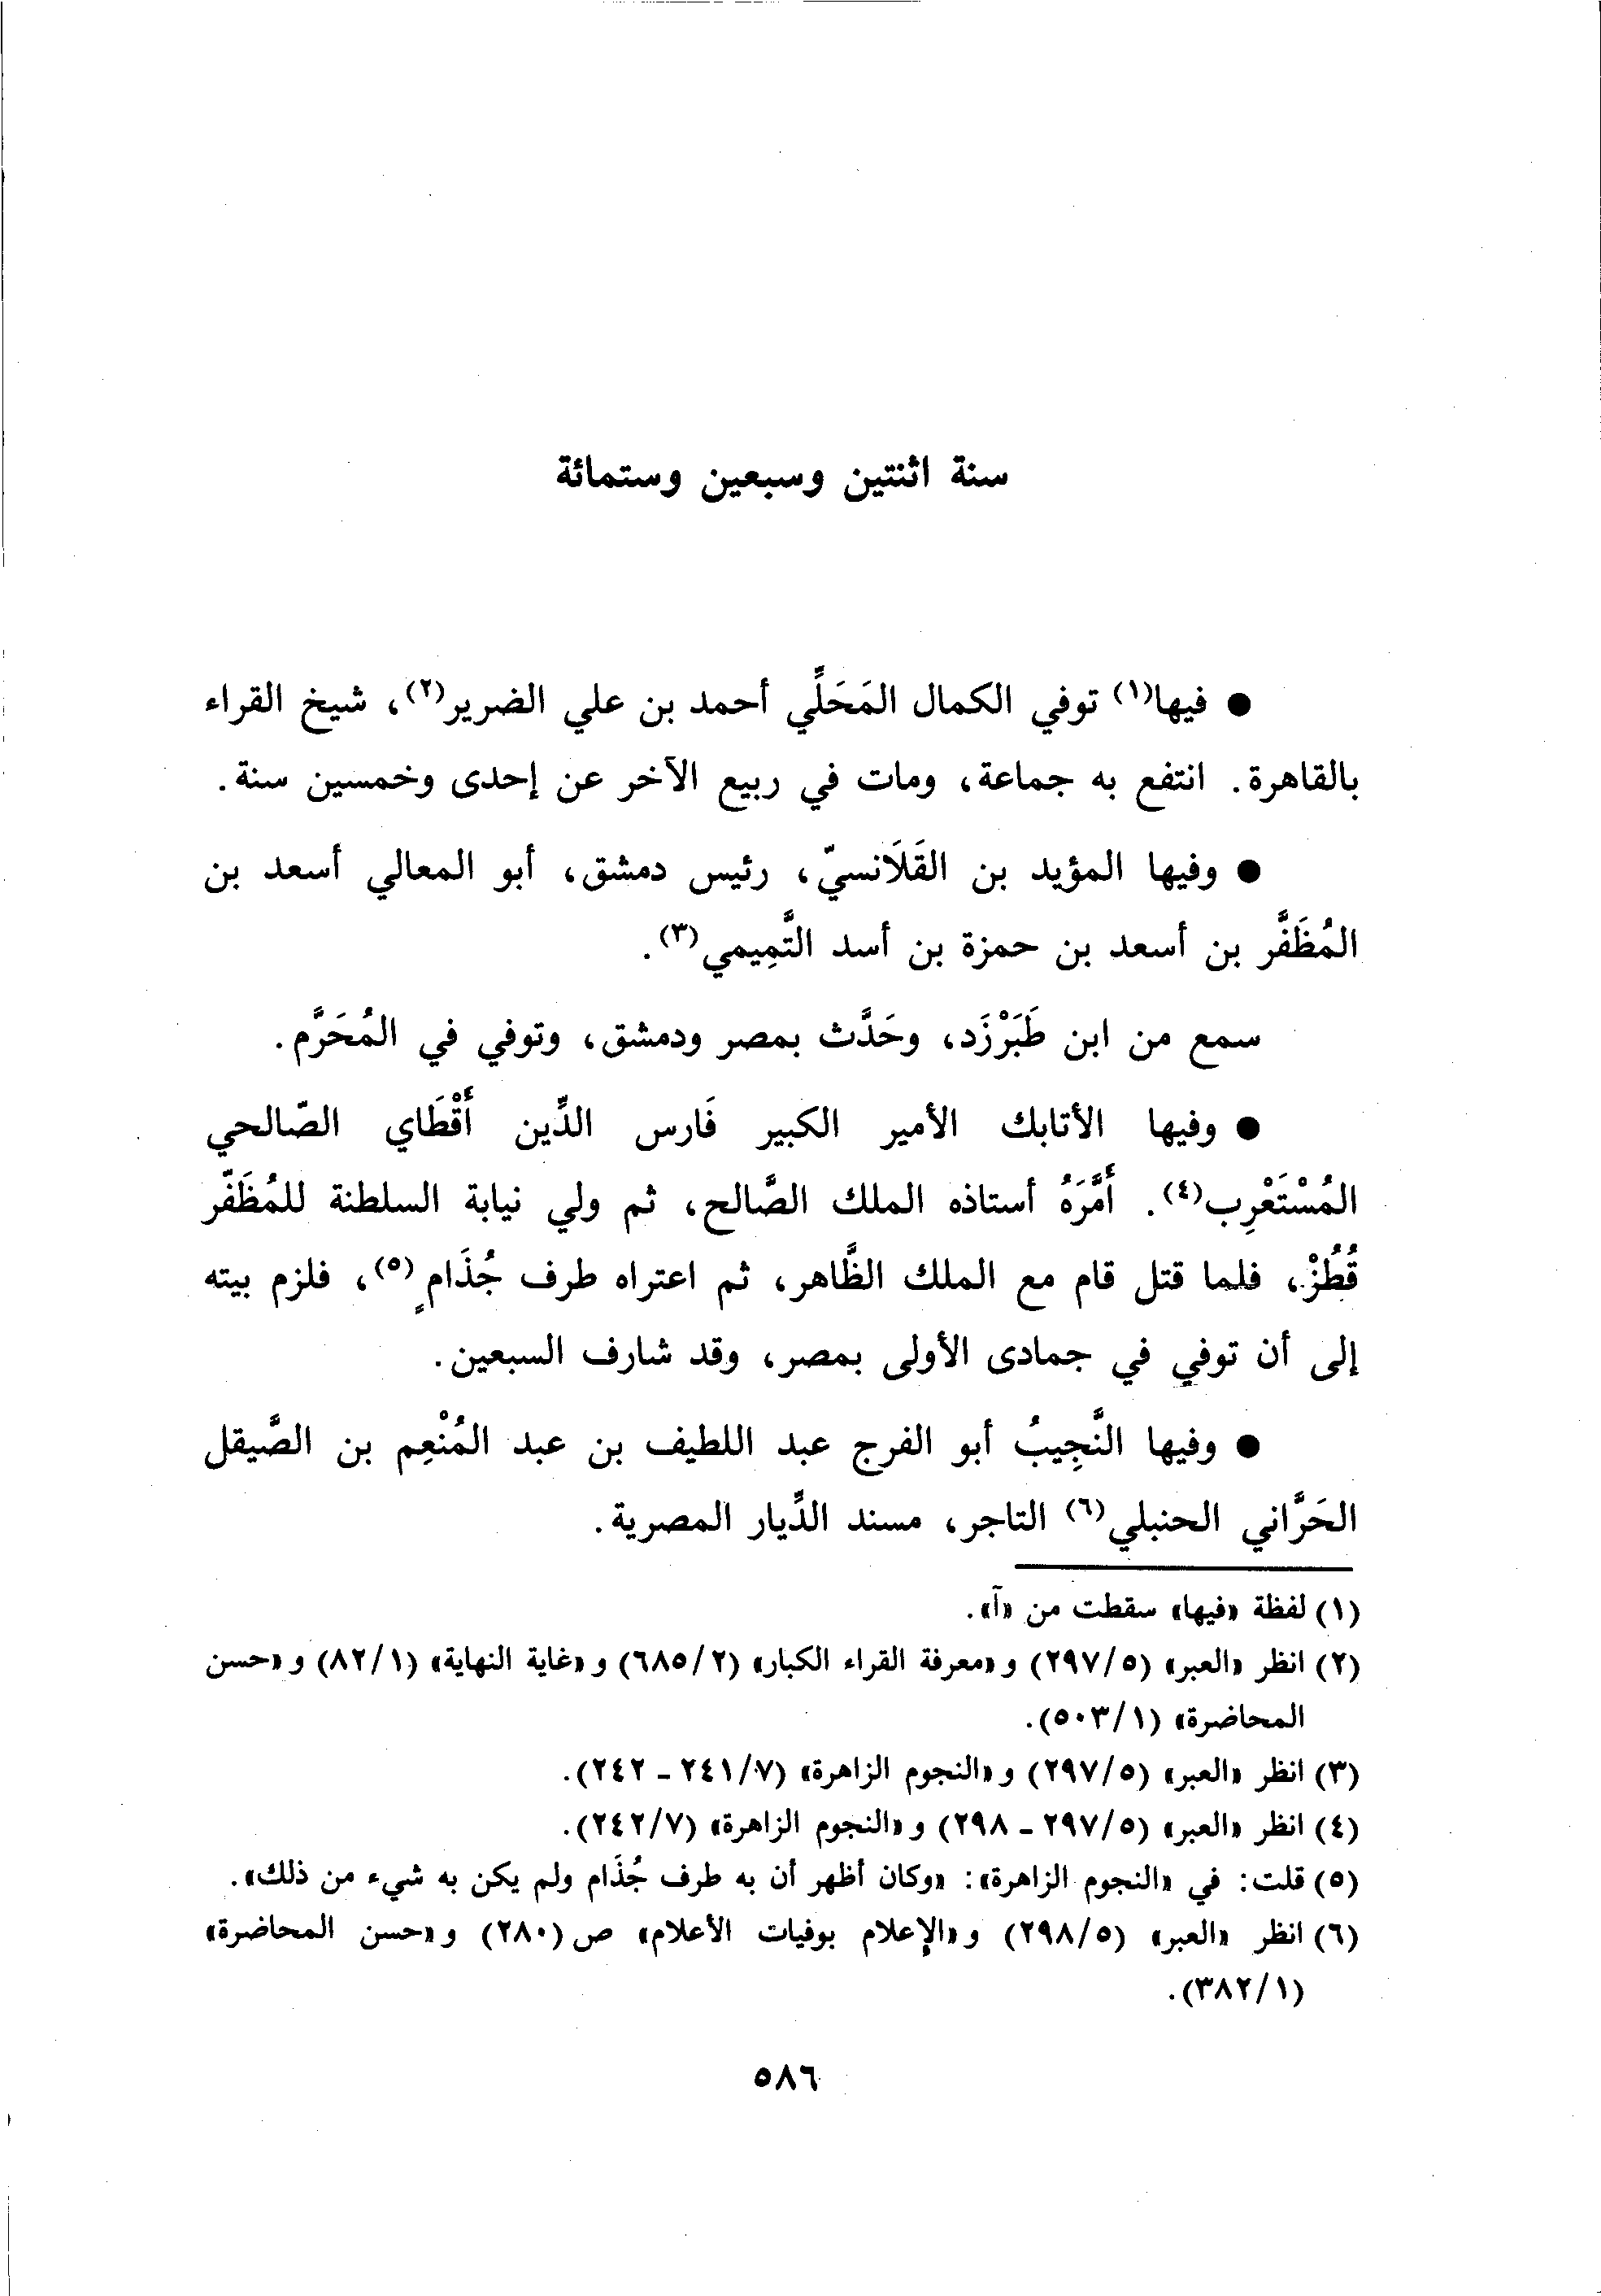 سنة اثنتين وسبعين وستمائة
● فيها(١) توفي الكمال المَحَلِّي أحمد بن علي الضرير(٢)، شيخ القراء
بالقاهرة. انتفع به جماعة، ومات في ربيع الآخر عن إحدى وخمسين سنة.
● وفيها المؤيد بن القَلَانسيّ، رئيس دمشق، أبو المعالي أسعد بن
المُظَفَّر بن أسعد بن حمزة بن أسد التَّمِيمي(٣).
سمع من ابن طَبَرْزَد، وحَدَّث بمصر ودمشق، وتوفي في المُحَرَّم.
● وفيها الأتابك الأمير الكبير فَارس الدِّين أَقْطَاي الصّالحي
المُسْتَعْرِب(٤). أَمَّرَهُ أستاذه الملك الصَّالح، ثم ولي نيابة السلطنة للمُظَفّر
قُطُزْ، فلما قتل قام مع الملك الظَّاهر، ثم اعتراه طرف جُذَامٍ(٥)، فلزم بيته
إلى أن توفي في جمادى الأولى بمصر، وقد شارف السبعين.
● وفيها النَّجِيبُ أبو الفرج عبد اللطيف بن عبد المُنْعِم بن الصَّيقل
الحَرَّاني الحنبلي(٦) التاجر، مسند الدِّيار المصرية.
(١) لفظة «فيها» سقطت من «آ».
(٢) انظر «العبر» (٥/ ٢٩٧) و«معرفة القراء الكبار» (٢/ ٦٨٥) و«غاية النهاية» (١/ ٨٢) و«حسن
المحاضرة» (١/ ٥٠٣).
(٣) انظر «العبر» (٥/ ٢٩٧) و«النجوم الزاهرة» (٧/ ٢٤١ - ٢٤٢).
(٤) انظر «العبر» (٥/ ٢٩٧ - ٢٩٨) و«النجوم الزاهرة» (٧/ ٢٤٢).
(٥) قلت: في «النجوم الزاهرة»: «وكان أظهر أن به طرف جُذَام ولم يكن به شيء من ذلك».
(٦) انظر «العبر» (٥/ ٢٩٨) و«الإعلام بوفيات الأعلام» ص (٢٨٠) و«حسن المحاضرة»
(١/ ٣٨٢).
٥٨٦